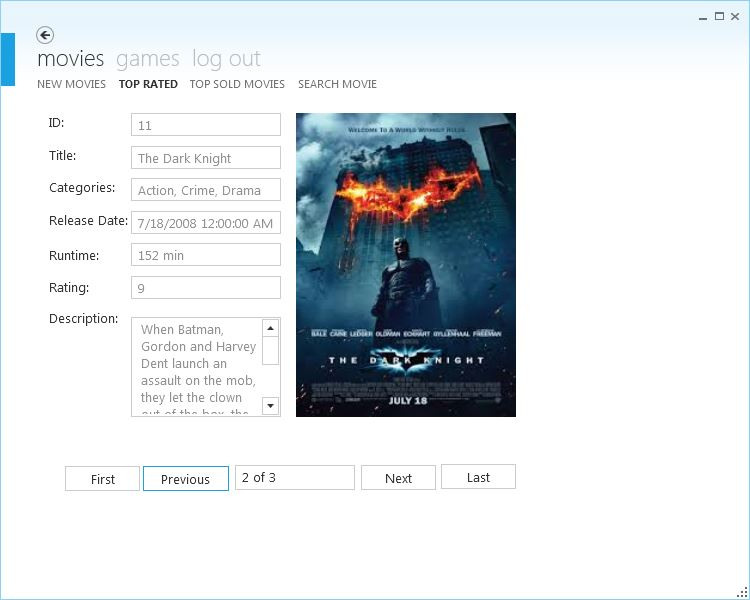 movies games log out
NEW MOVIES TOP RATED TOP SOLD MOVIES SEARCH MOVIE
ID: 11
Title: The Dark Knight
Categories: Action, Crime, Drama
Release Date: 7/18/2008 12:00:00 AM
Runtime: 152 min
Rating: 9
Description: When Batman,
Gordon and Harvey
Dent launch an
assault on the mob,
they let the clown
out of the box, the
WELCOME TO A WORLD WITHOUT RULES
BALE CAINE LEDGER OLDMAN ECKHART GYLLENHAAL FREEMAN
THE DARK KNIGHT
JULY 18
First Previous 2 of 3 Next Last